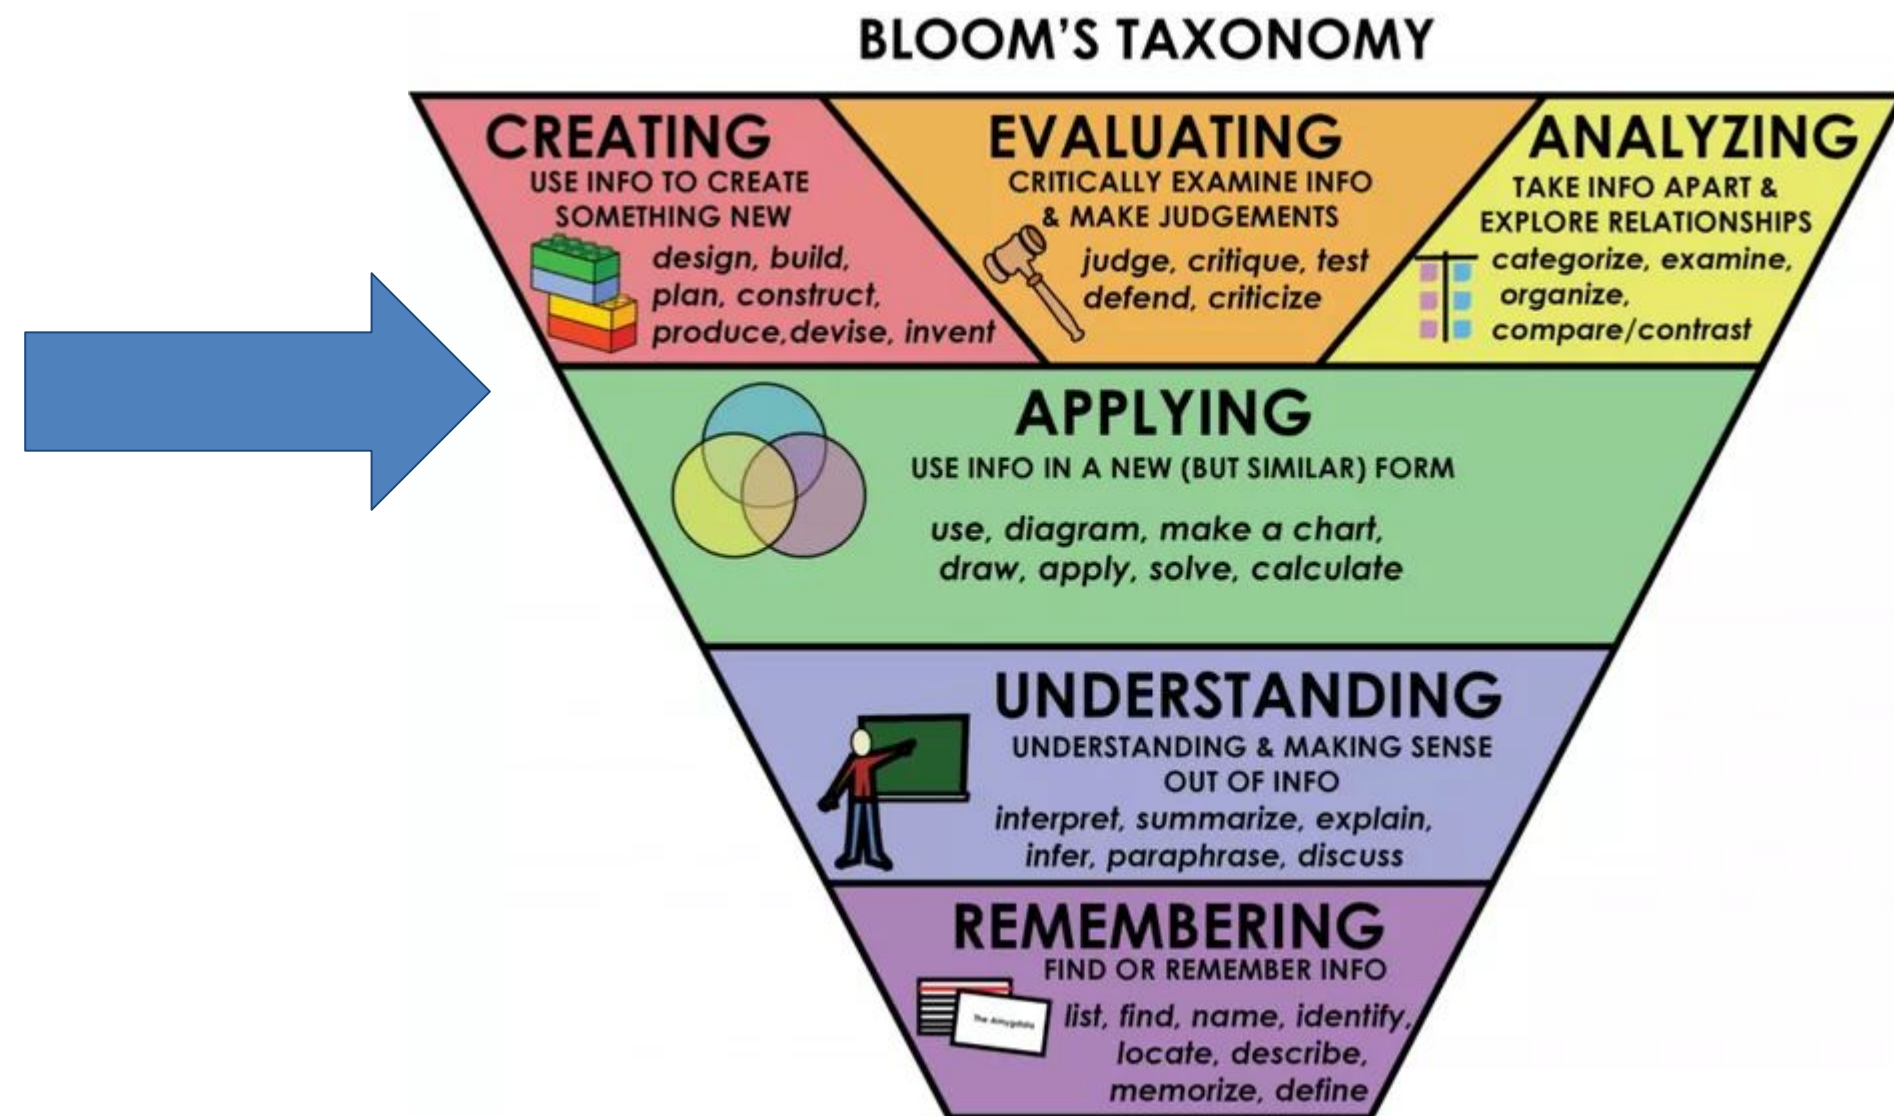 BLOOM'S TAXONOMY
CREATING
USE INFO TO CREATE
SOMETHING NEW
design, build,
plan, construct,
produce,devise, invent
EVALUATING
CRITICALLY EXAMINE INFO
& MAKE JUDGEMENTS
judge, critique, test
defend, criticize
ANALYZING
TAKE INFO APART &
EXPLORE RELATIONSHIPS
categorize, examine,
organize,
compare/contrast
APPLYING
USE INFO IN A NEW (BUT SIMILAR) FORM
use, diagram, make a chart,
draw, apply, solve, calculate
UNDERSTANDING
UNDERSTANDING & MAKING SENSE
OUT OF INFO
interpret, summarize, explain,
infer, paraphrase, discuss
REMEMBERING
FIND OR REMEMBER INFO
The Amygdala
list, find, name, identify,
locate, describe,
memorize, define